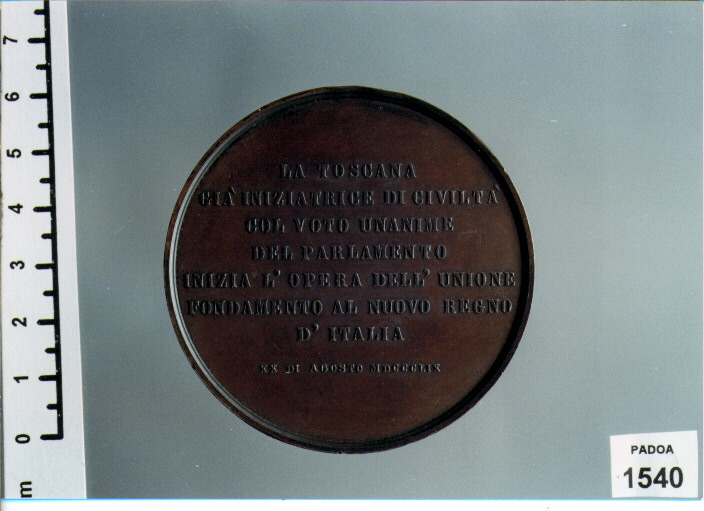 LA TOSCANA
GIÀ INIZIATRICE DI CIVILTÀ
COL VOTO UNANIME
DEL PARLAMENTO
INIZIA L' OPERA DELL' UNIONE
FONDAMENTO AL NUOVO REGNO
D' ITALIA
XX DI AGOSTO MDCCCLIX
7
6
5
4
3
2
1
0
m
PADOA
1540